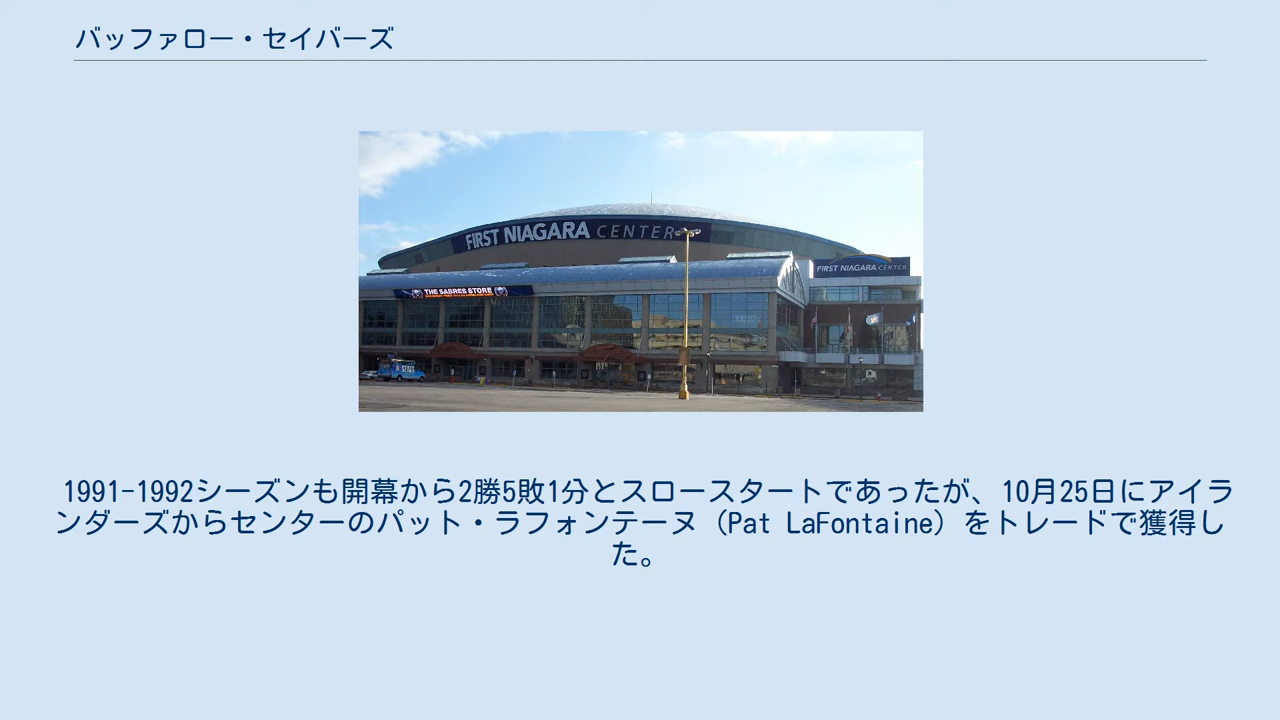 バッファロー・セイバーズ
FIRST NIAGARA CENTER
FIRST NIAGARA CENTER
THE SABRES STORE
1991-1992シーズンも開幕から2勝5敗1分とスロースタートであったが、10月25日にアイラ
ンダーズからセンターのパット・ラフォンテーヌ（Pat LaFontaine）をトレードで獲得し
た。